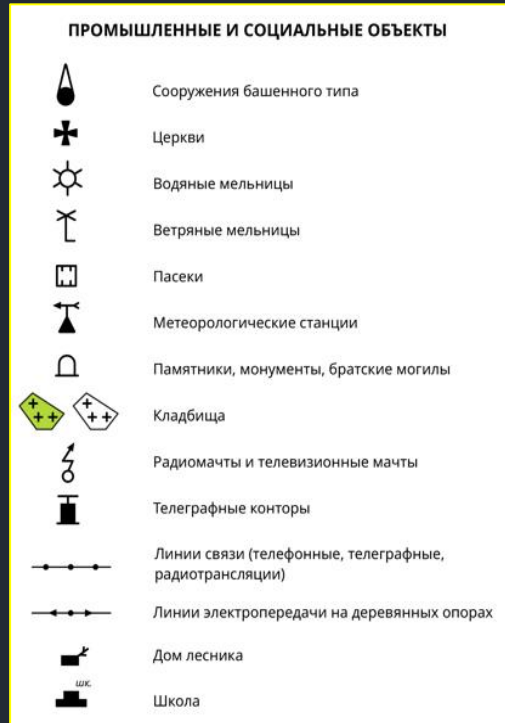 ПРОМЫШЛЕННЫЕ И СОЦИАЛЬНЫЕ ОБЪЕКТЫ
Сооружения башенного типа
Церкви
Водяные мельницы
Ветряные мельницы
Пасеки
Метеорологические станции
Памятники, монументы, братские могилы
Кладбища
Радиомачты и телевизионные мачты
Телеграфные конторы
Линии связи (телефонные, телеграфные,
радиотрансляции)
Линии электропередачи на деревянных опорах
Дом лесника
шк.
Школа